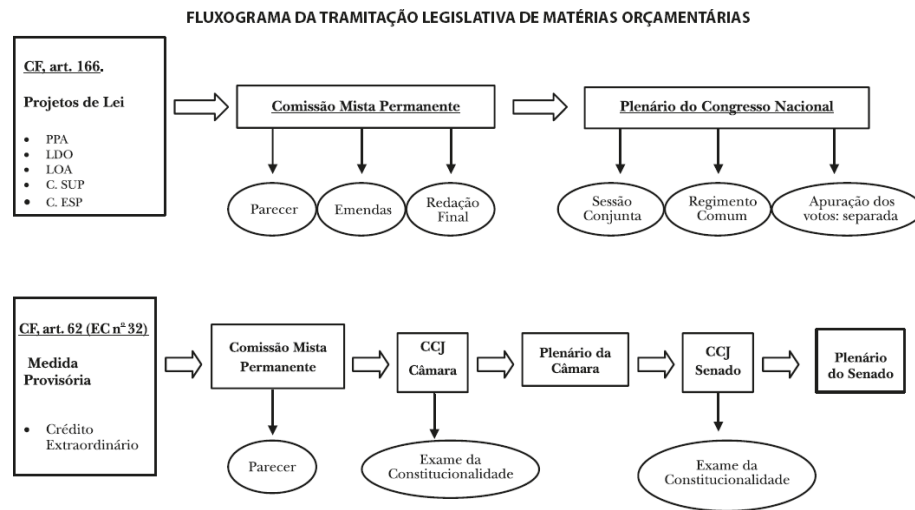 FLUXOGRAMA DA TRAMITAÇÃO LEGISLATIVA DE MATÉRIAS ORÇAMENTÁRIAS
CF, art. 166.
Projetos de Lei
• PPA
• LDO
• LOA
• C. SUP
• C. ESP
Comissão Mista Permanente
Parecer
Emendas
Redação
Final
Plenário do Congresso Nacional
Sessão
Conjunta
Regimento
Comum
Apuração dos
votos: separada
CF, art. 62 (EC nº 32)
Medida
Provisória
• Crédito
Extraordinário
Comissão Mista
Permanente
Parecer
CCJ
Câmara
Exame da
Constitucionalidade
Plenário da
Câmara
CCJ
Senado
Exame da
Constitucionalidade
Plenário
do Senado